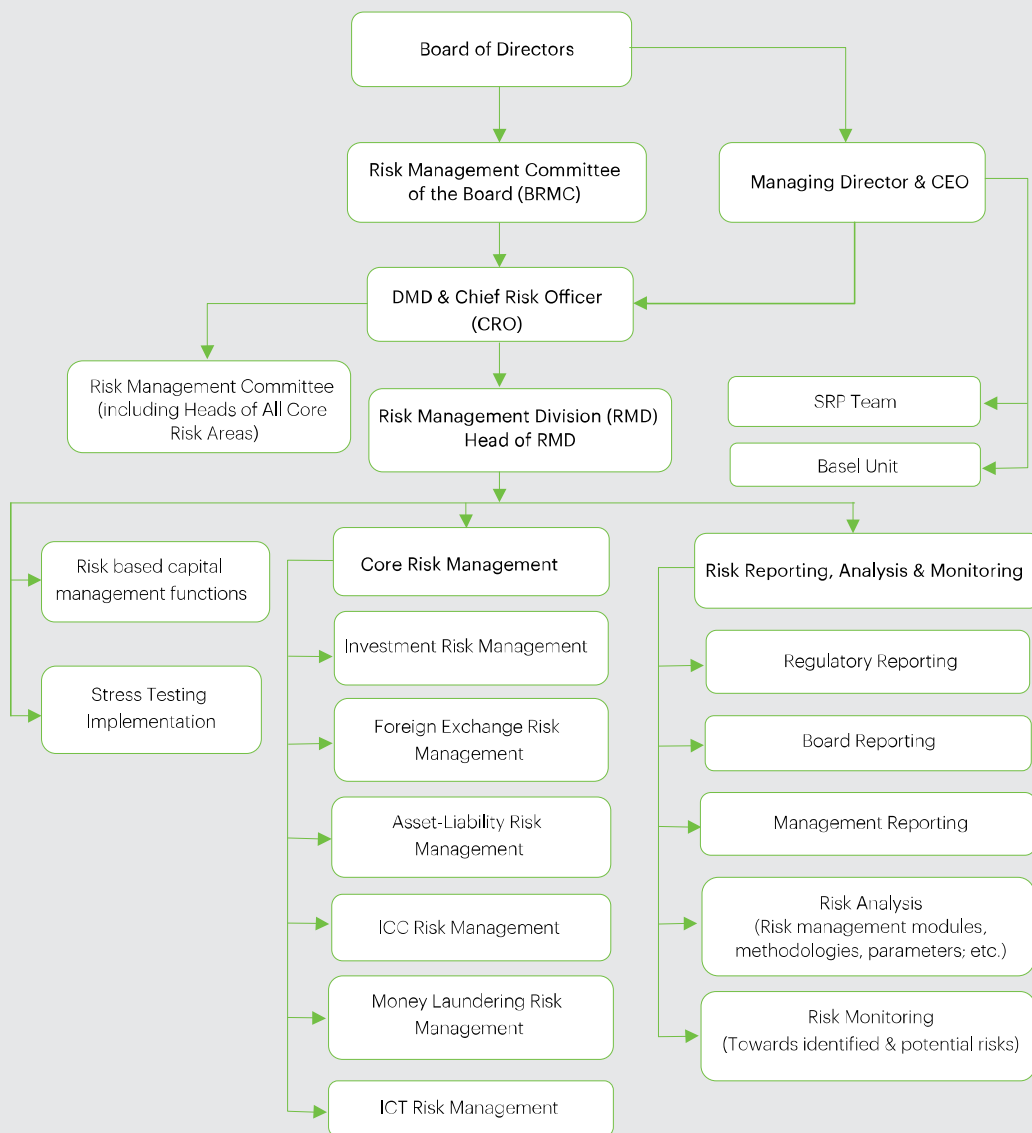 Board of Directors
Risk Management Committee
of the Board (BRMC)
Managing Director & CEO
DMD & Chief Risk Officer
(CRO)
Risk Management Committee
(including Heads of All Core
Risk Areas)
Risk Management Division (RMD)
Head of RMD
SRP Team
Basel Unit
Risk based capital
management functions
Stress Testing
Implementation
Core Risk Management
Investment Risk Management
Foreign Exchange Risk
Management
Asset-Liability Risk
Management
ICC Risk Management
Money Laundering Risk
Management
ICT Risk Management
Risk Reporting, Analysis & Monitoring
Regulatory Reporting
Board Reporting
Management Reporting
Risk Analysis
(Risk management modules,
methodologies, parameters; etc.)
Risk Monitoring
(Towards identified & potential risks)